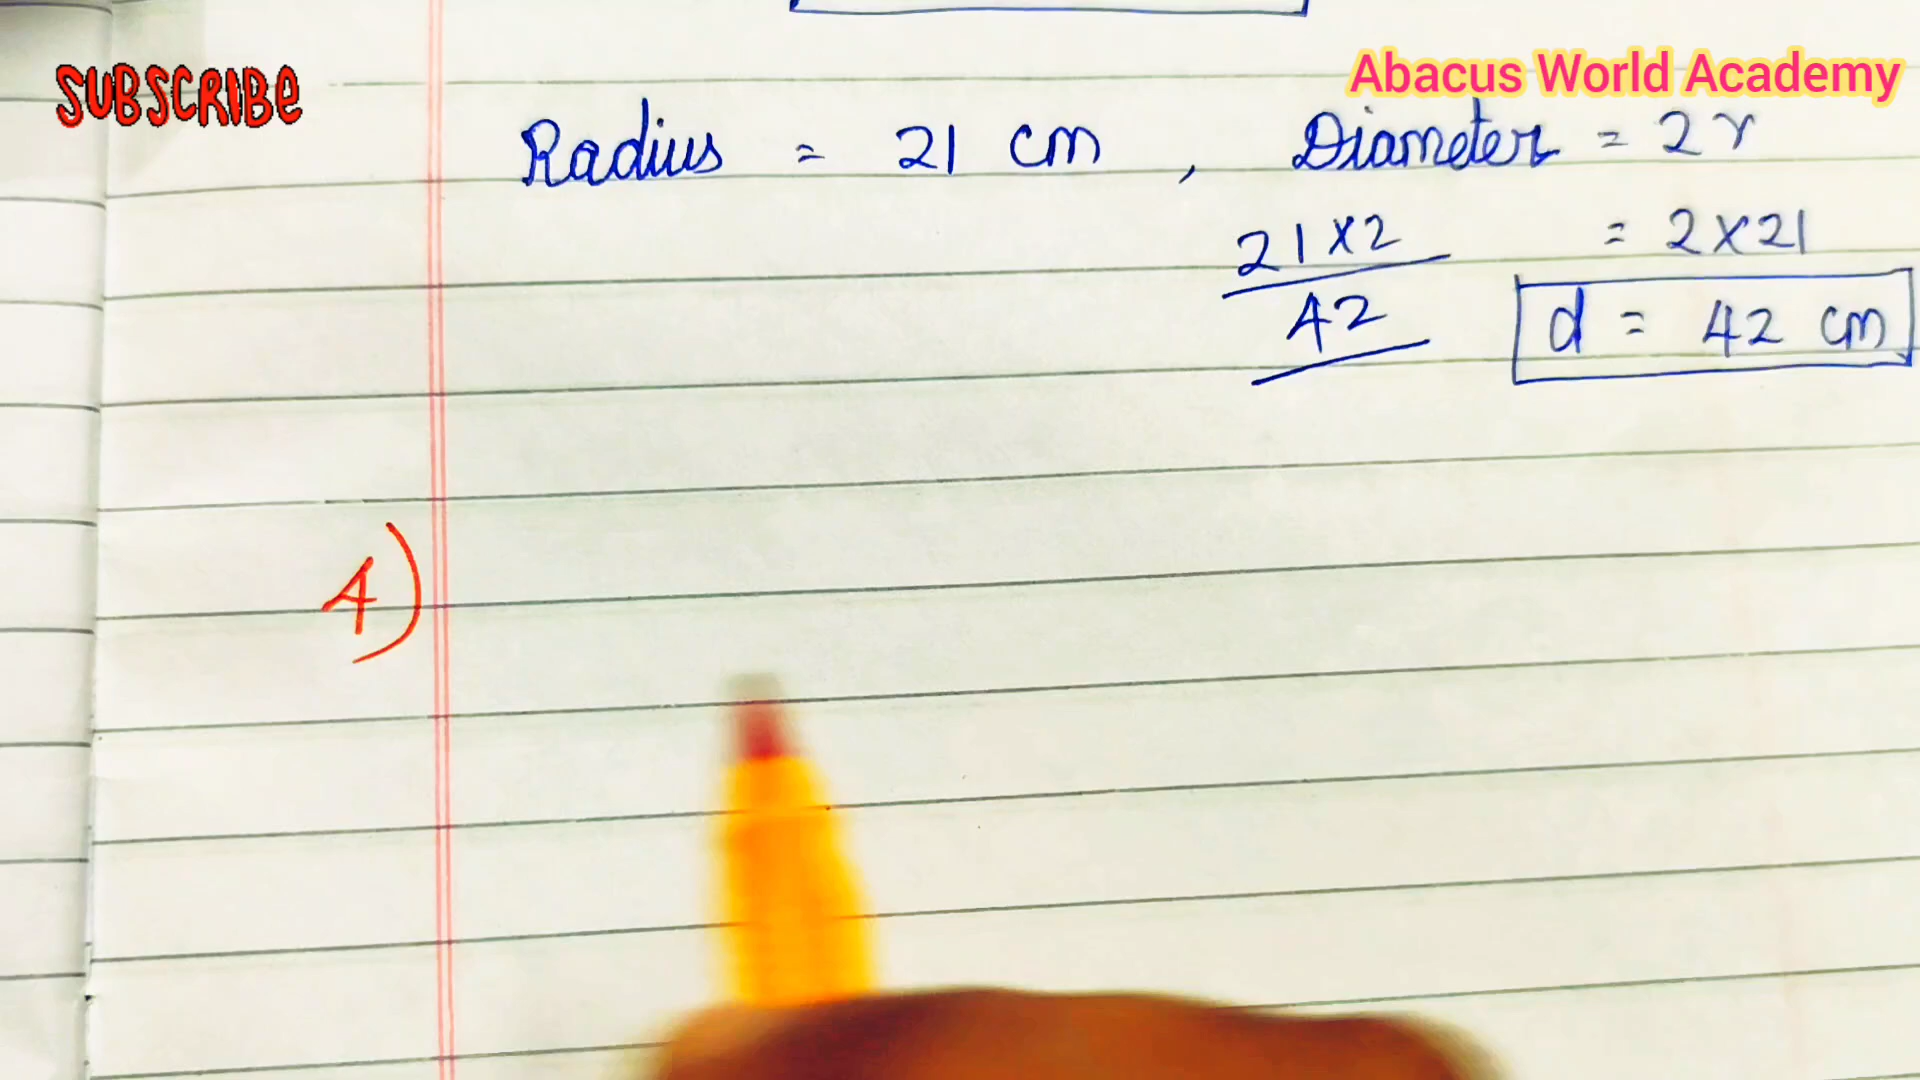 SUBSCRIBE
Abacus World Academy
Radius = 21 cm , Diameter = 2r
21x2 = 2x21
42 d = 42 cm
4)